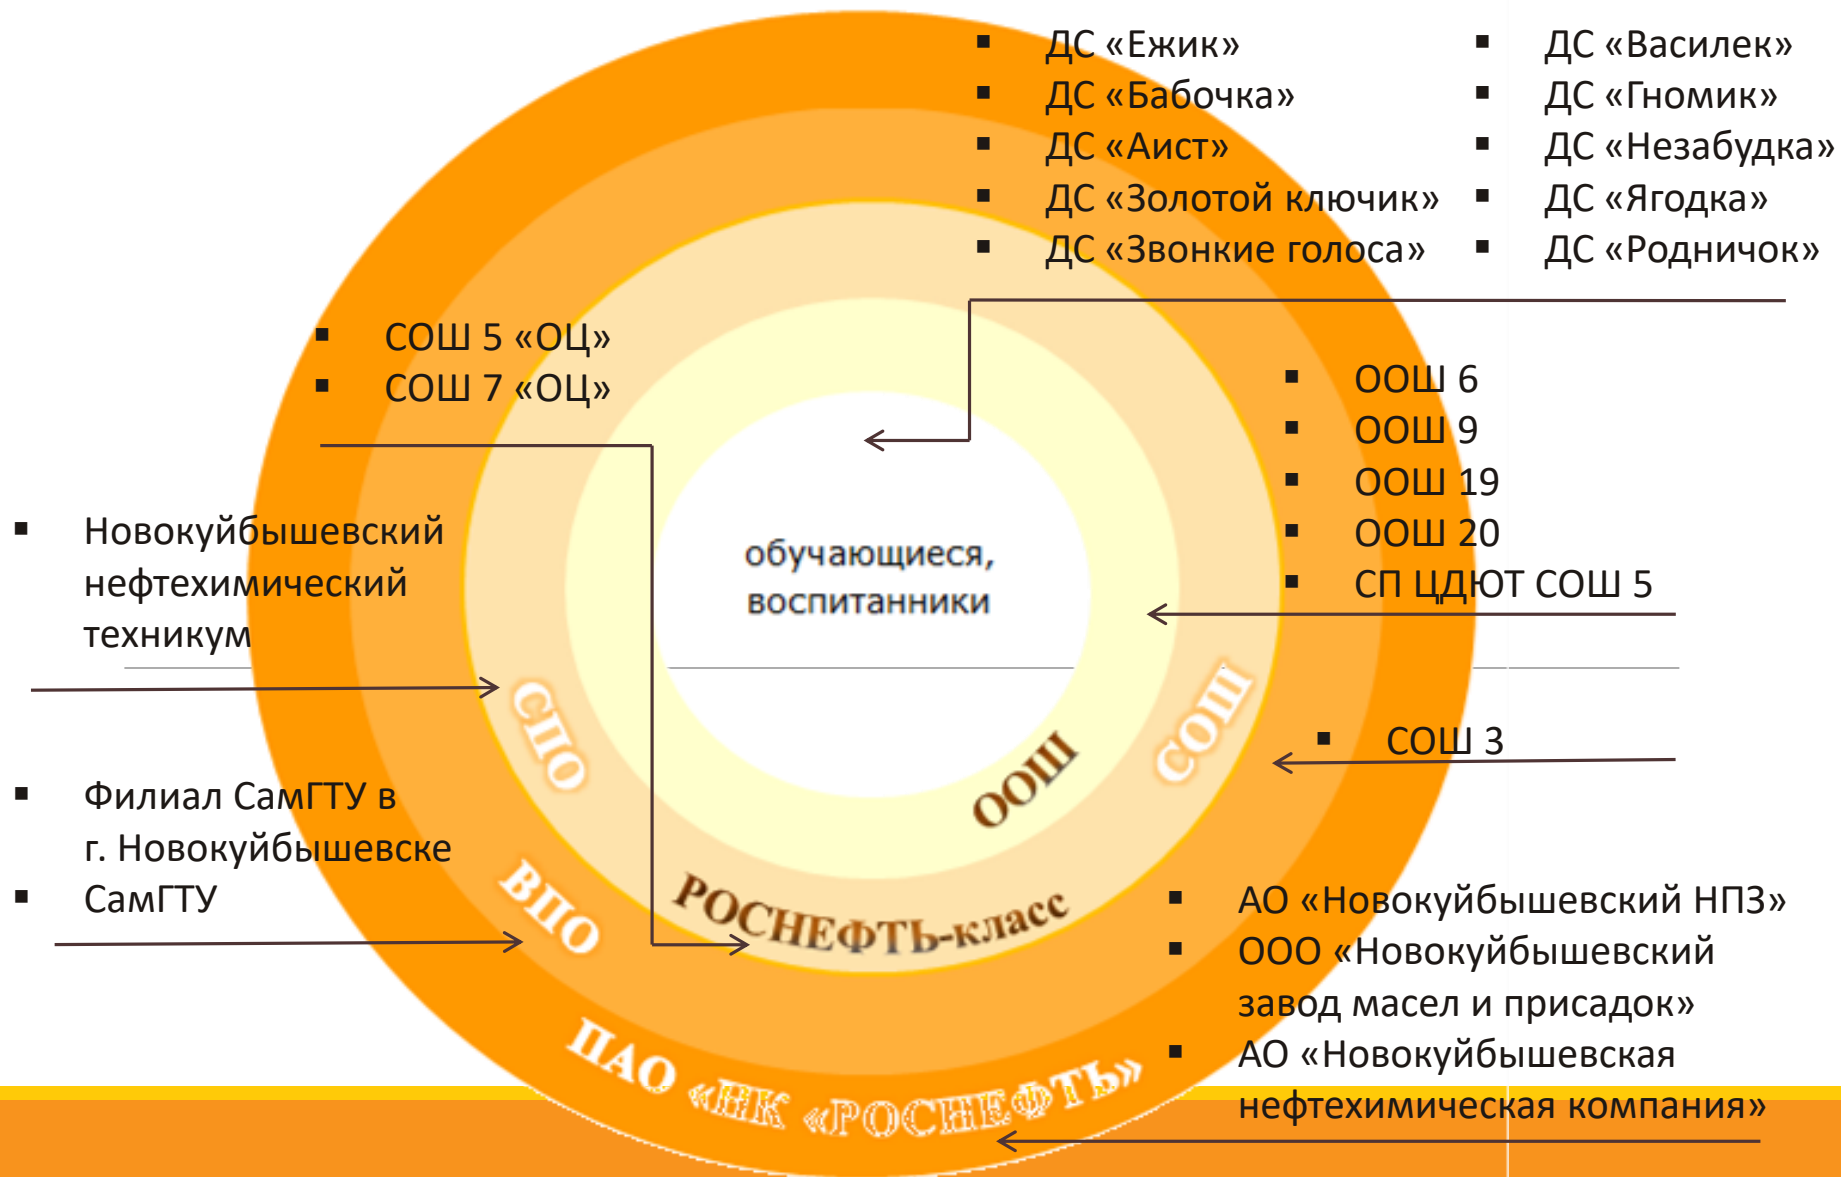 ДС «Ежик»
ДС «Бабочка»
ДС «Аист»
ДС «Золотой ключик»
ДС «Звонкие голоса»
ДС «Василек»
ДС «Гномик»
ДС «Незабудка»
ДС «Ягодка»
ДС «Родничок»
СОШ 5 «ОЦ»
СОШ 7 «ОЦ»
ООШ 6
ООШ 9
ООШ 19
ООШ 20
СП ЦДЮТ СОШ 5
Новокуйбышевский
нефтехимический
техникум
обучающиеся,
воспитанники
СПО
СОШ
ООШ
СОШ 3
Филиал СамГТУ в
г. Новокуйбышевске
СамГТУ
ВПО
РОСНЕФТЬ-класс
АО «Новокуйбышевский НПЗ»
ООО «Новокуйбышевский
завод масел и присадок»
АО «Новокуйбышевская
нефтехимическая компания»
ПАО «НК «РОСНЕФТЬ»